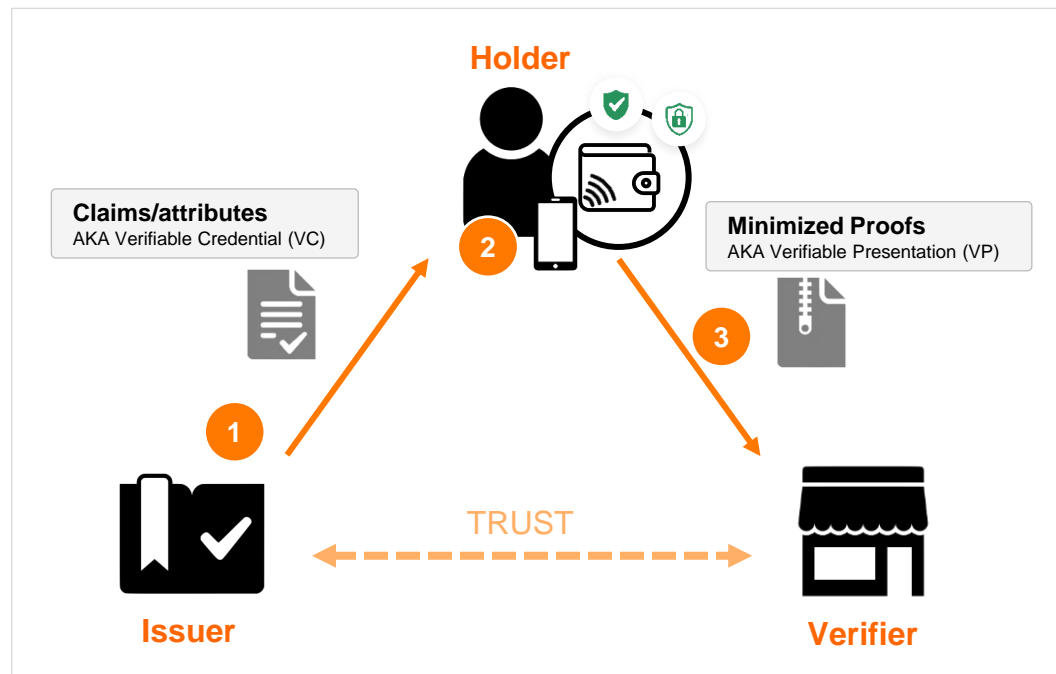 Holder
Claims/attributes
AKA Verifiable Credential (VC)
2
Minimized Proofs
AKA Verifiable Presentation (VP)
3
1
TRUST
Issuer
Verifier